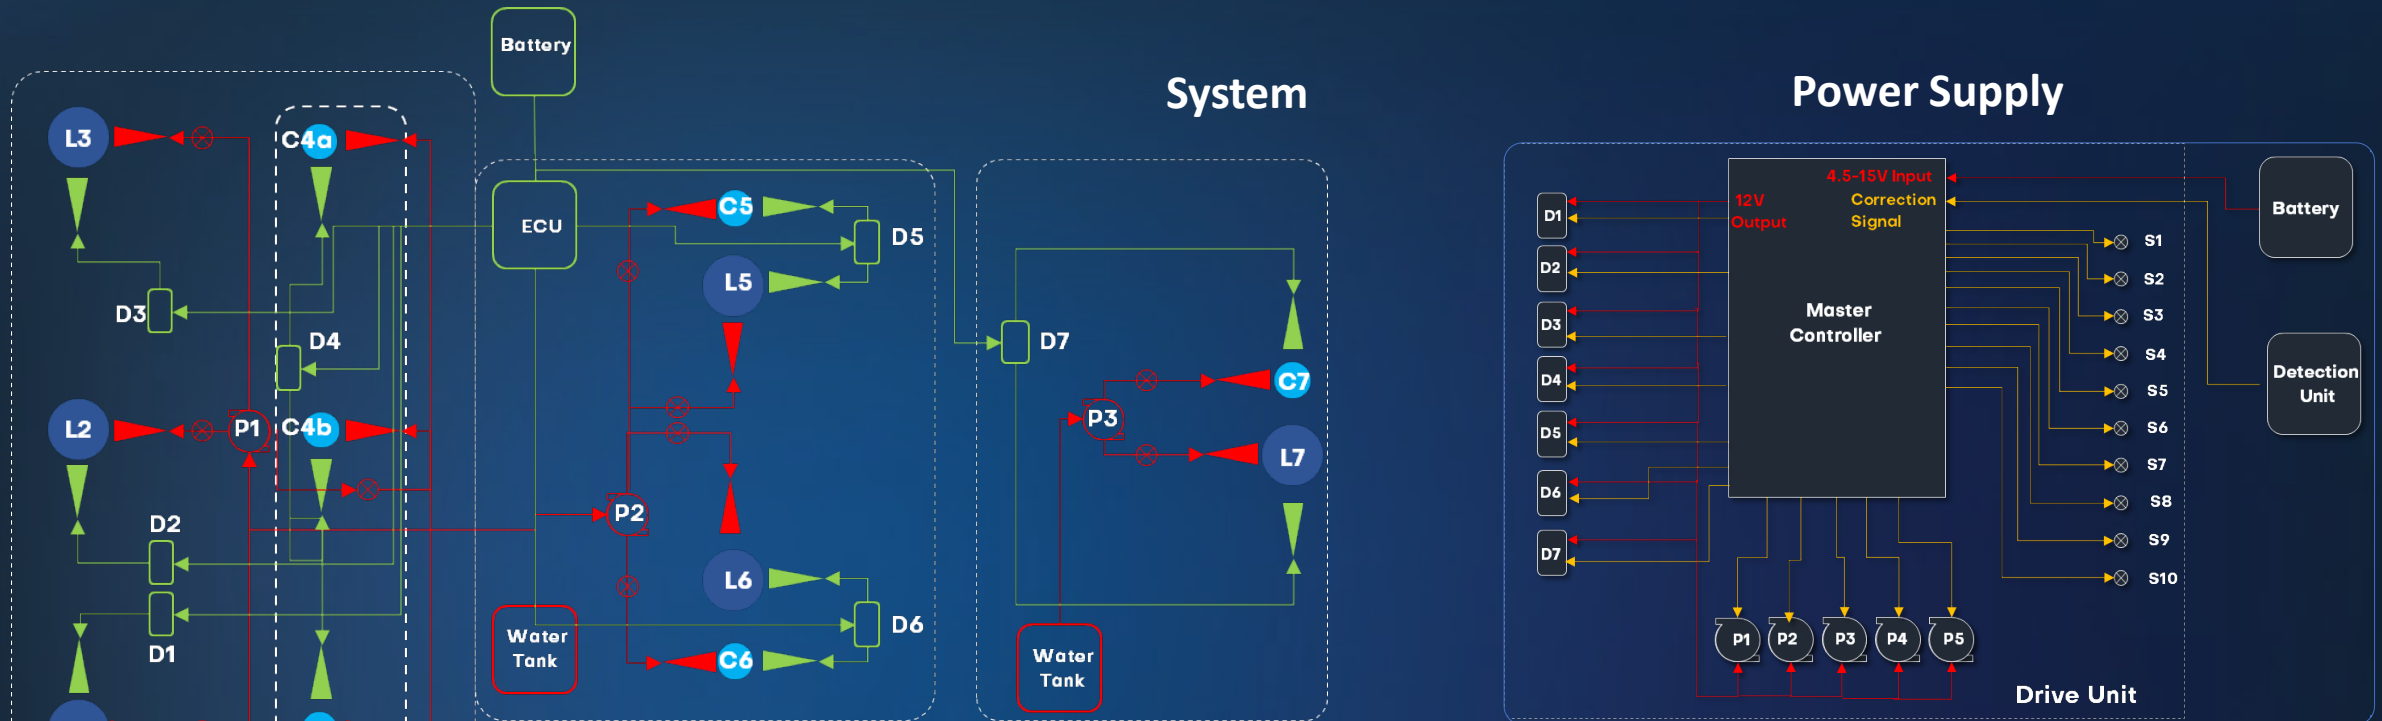 Battery
System
Power Supply
L3
C4a
ECU
C5
D5
L5
D3
D4
D7
L2
P1
C4b
P3
C7
L7
P2
D2
L6
D6
D1
Water
Tank
C6
Water
Tank
4.5-15V Input
12V
Output
Correction
Signal
Master
Controller
D1
D2
D3
D4
D5
D6
D7
S1
S2
S3
S4
S5
S6
S7
S8
S9
S10
Battery
Detection
Unit
P1
P2
P3
P4
P5
Drive Unit